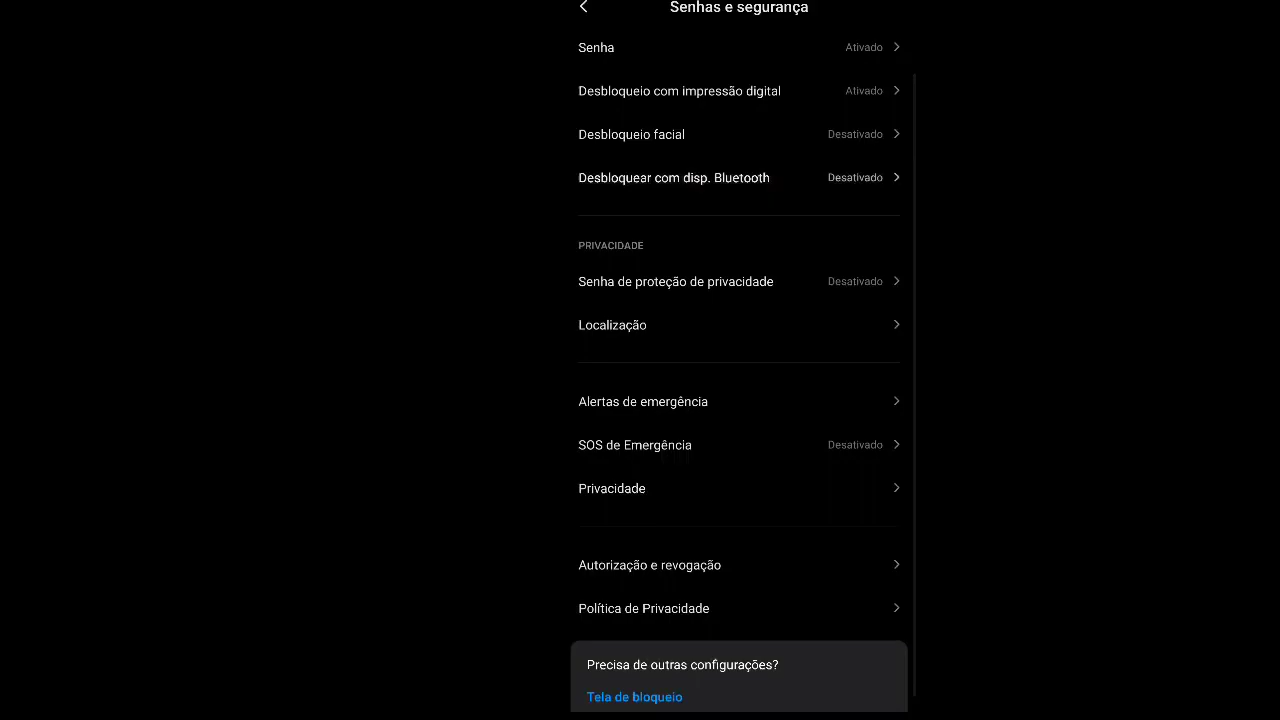 Senhas e segurança
Senha Ativado
Desbloqueio com impressão digital Ativado
Desbloqueio facial Desativado
Desbloquear com disp. Bluetooth Desativado
PRIVACIDADE
Senha de proteção de privacidade Desativado
Localização
Alertas de emergência
SOS de Emergência Desativado
Privacidade
Autorização e revogação
Política de Privacidade
Precisa de outras configurações?
Tela de bloqueio